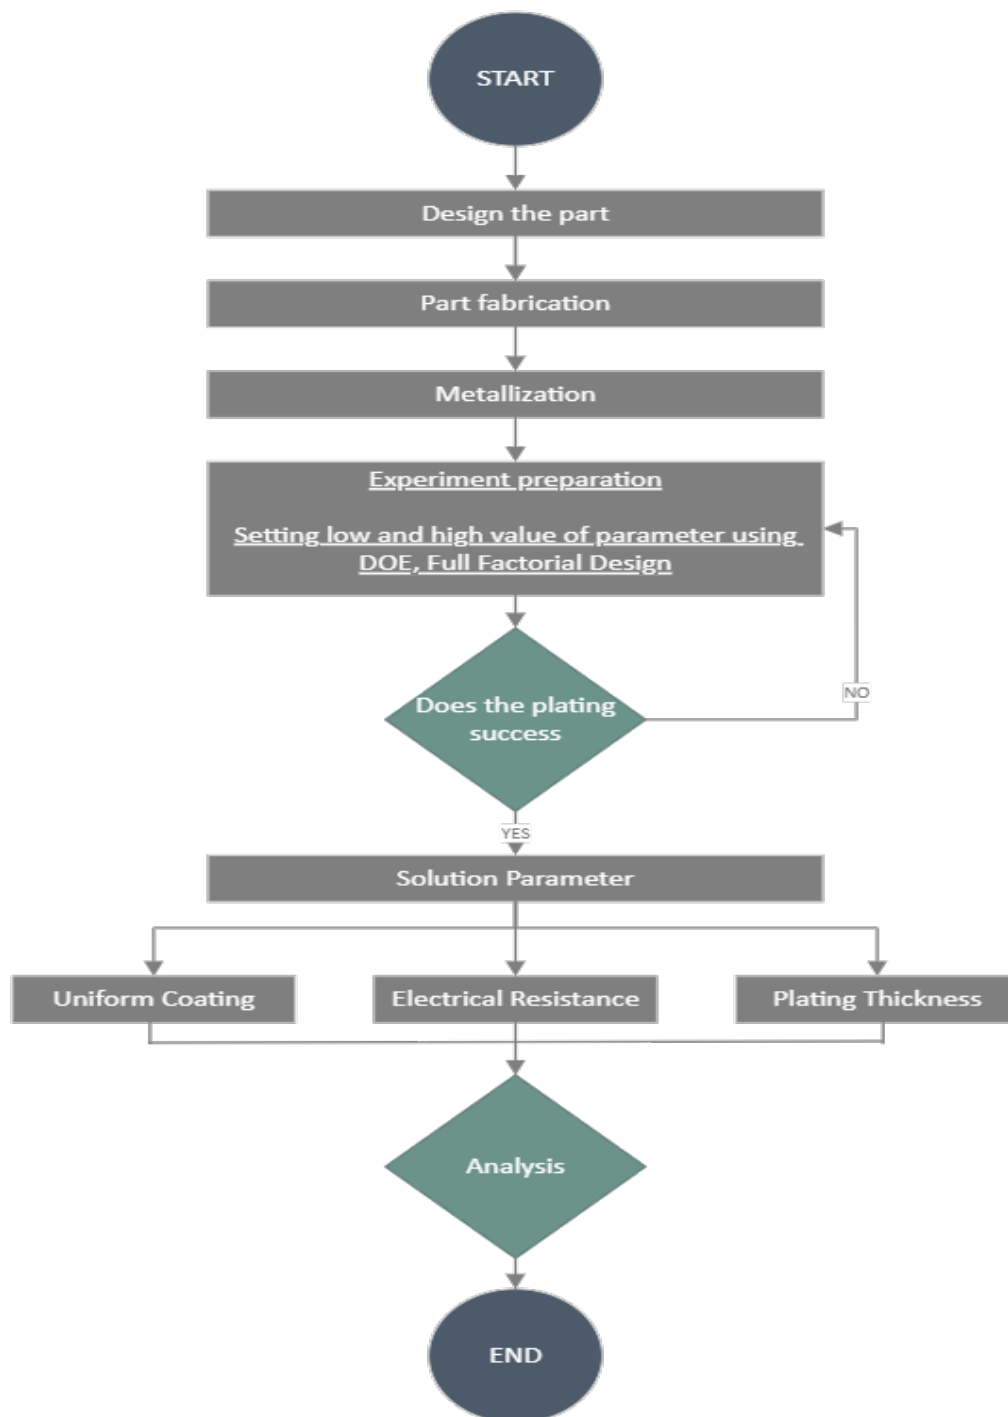 START
Design the part
Part fabrication
Metallization
Experiment preparation
Setting low and high value of parameter using
DOE, Full Factorial Design
Does the plating
success
NO
YES
Solution Parameter
Uniform Coating
Electrical Resistance
Plating Thickness
Analysis
END